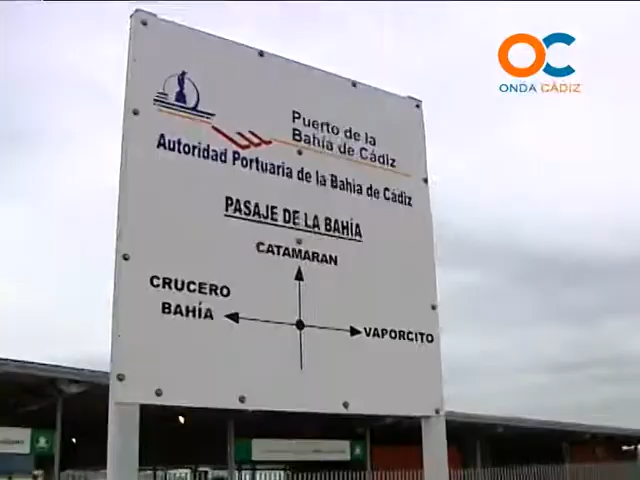 OC
ONDA CÁDIZ
Puerto de la
Bahía de Cádiz
Autoridad Portuaria de la Bahia de Cádiz
PASAJE DE LA BAHÍA
CATAMARAN
CRUCERO
BAHÍA
VAPORCITO